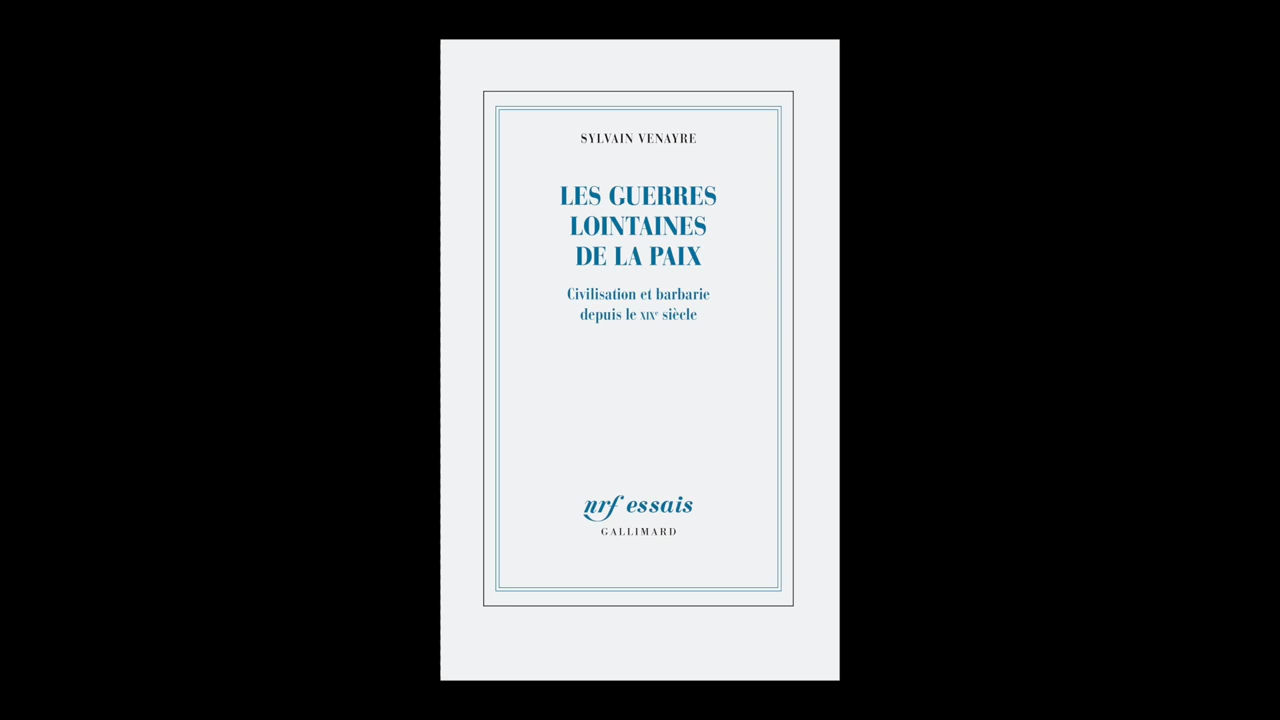 SYLVAIN VENAYRE
LES GUERRES
LOINTAINES
DE LA PAIX
Civilisation et barbarie
depuis le XIXe siècle
nrf essais
GALLIMARD